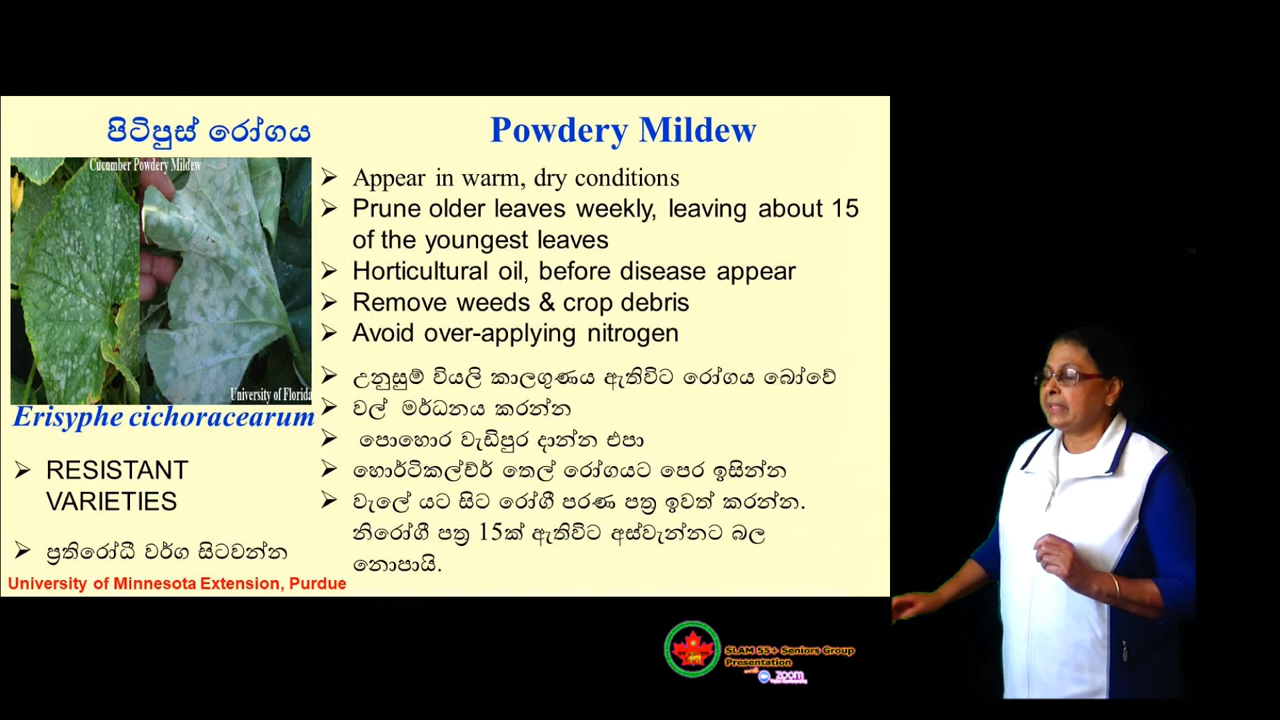 පිටිපුස් රෝගය
Powdery Mildew
Cucumber Powdery Mildew
University of Florida
Erisyphe cichoracearum
➢ RESISTANT
VARIETIES
➢ ප්‍රතිරෝධී වර්ග සිටවන්න
University of Minnesota Extension, Purdue
➢ Appear in warm, dry conditions
➢ Prune older leaves weekly, leaving about 15
of the youngest leaves
➢ Horticultural oil, before disease appear
➢ Remove weeds & crop debris
➢ Avoid over-applying nitrogen
➢ උනුසුම් වියලි කාලගුණය ඇතිවිට රෝගය බෝවේ
➢ වල් මර්ධනය කරන්න
➢ පොහොර වැඩිපුර දාන්න එපා
➢ හොර්ටිකල්ච්ර් තෙල් රෝගයට පෙර ඉසින්න
➢ වැලේ යට සිට රෝගී පරණ පත්‍ර ඉවත් කරන්න.
නිරෝගී පත්‍ර 15ක් ඇතිවිට අස්වැන්නට බල
නොපායි.
SLAM 55+ Seniors Group
Presentation
zoom